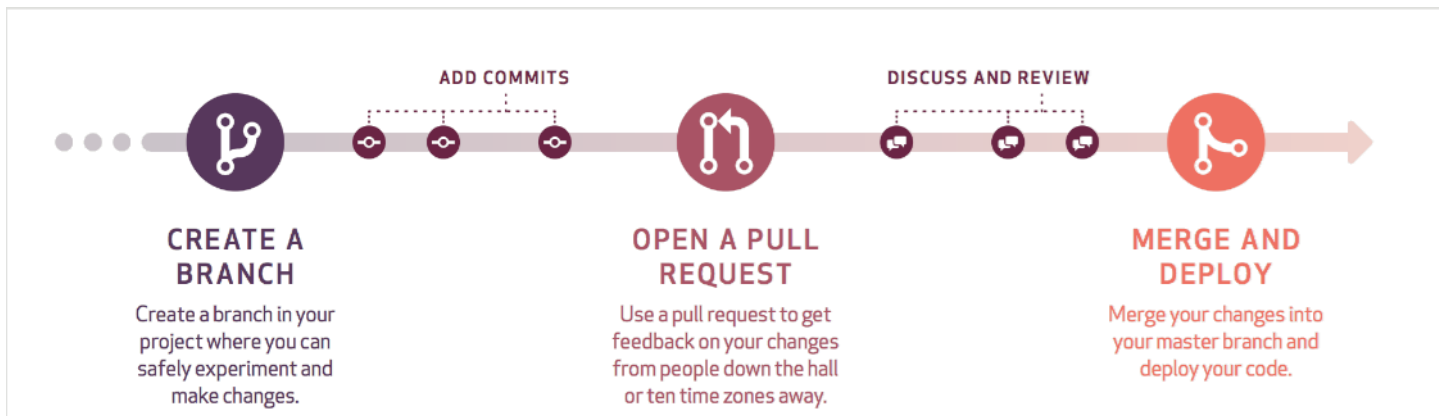 ADD COMMITS
DISCUSS AND REVIEW
CREATE A
BRANCH
Create a branch in your
project where you can
safely experiment and
make changes.
OPEN A PULL
REQUEST
Use a pull request to get
feedback on your changes
from people down the hall
or ten time zones away.
MERGE AND
DEPLOY
Merge your changes into
your master branch and
deploy your code.